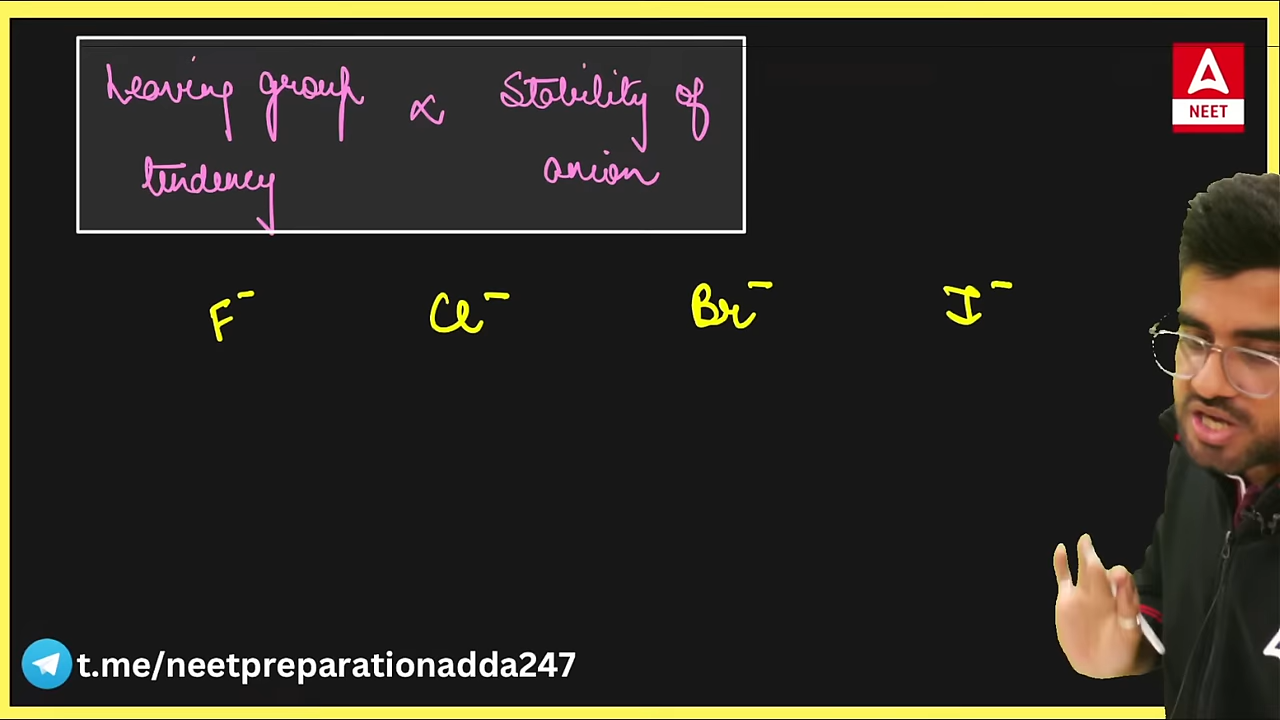 Leaving group ∝ Stability of
tendency anion
F⁻ Cl⁻ Br⁻ I⁻
NEET
t.me/neetpreparationadda247